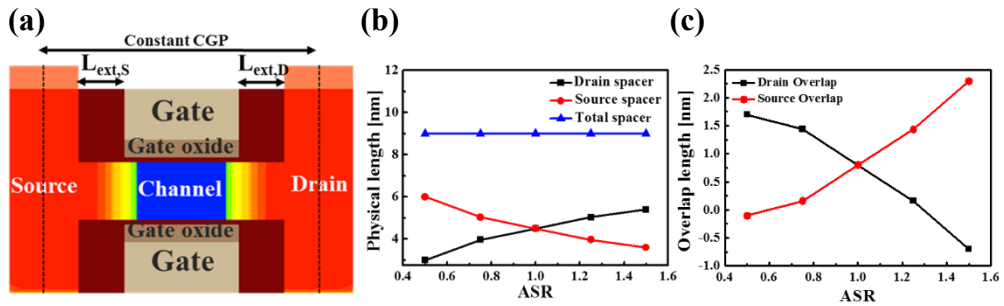 (a)
Constant CGP
L_ext,S
L_ext,D
Gate
Gate oxide
Source
Channel
Drain
Gate oxide
Gate
(b)
Physical length [nm]
12
10
8
6
4
Drain spacer
Source spacer
Total spacer
0.4 0.6 0.8 1.0 1.2 1.4 1.6
ASR
(c)
Overlap length [nm]
2.5
2.0
1.5
1.0
0.5
0.0
-0.5
-1.0
Drain Overlap
Source Overlap
0.4 0.6 0.8 1.0 1.2 1.4 1.6
ASR